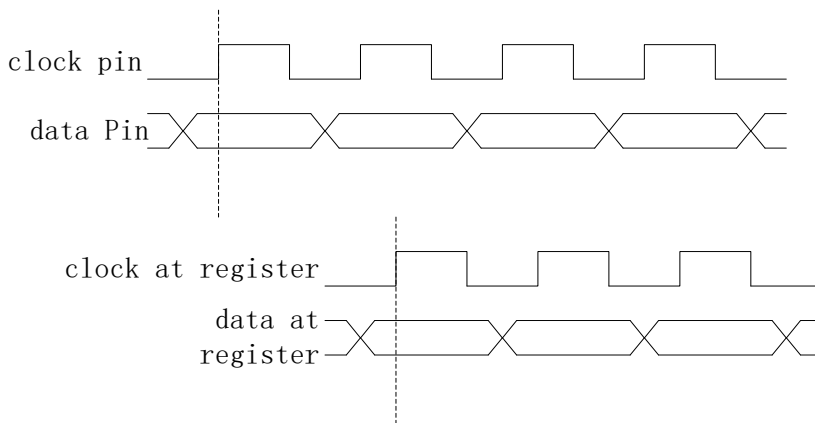 clock pin
data Pin
clock at register
data at
register